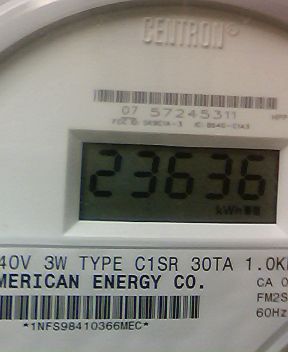 CENTRON
07 57245311
23636
kWh
40V 3W TYPE C1SR 30TA 1.0K
MERICAN ENERGY CO.
CA 0
FM2S
60Hz
*1NFS98410366MEC*